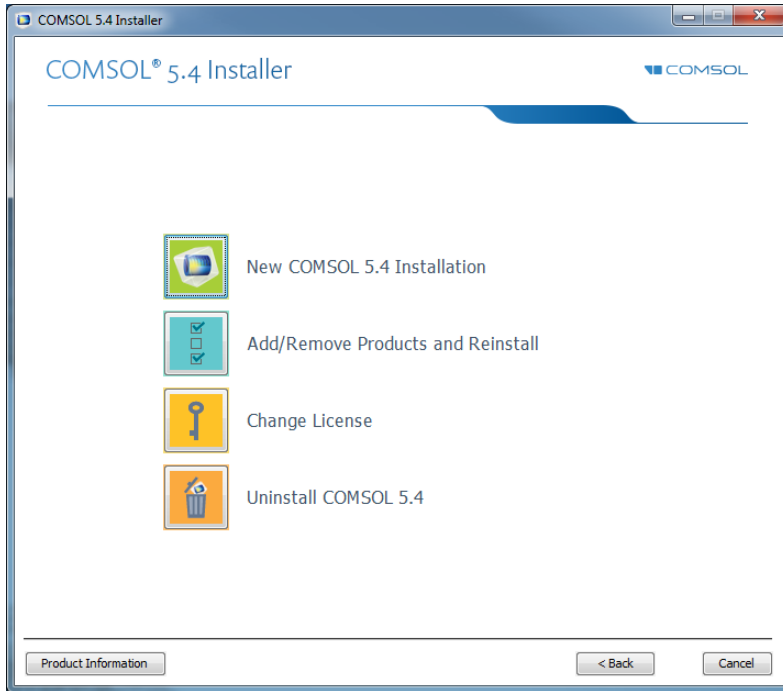 COMSOL 5.4 Installer
COMSOL® 5.4 Installer
COMSOL
New COMSOL 5.4 Installation
Add/Remove Products and Reinstall
Change License
Uninstall COMSOL 5.4
Product Information
< Back
Cancel